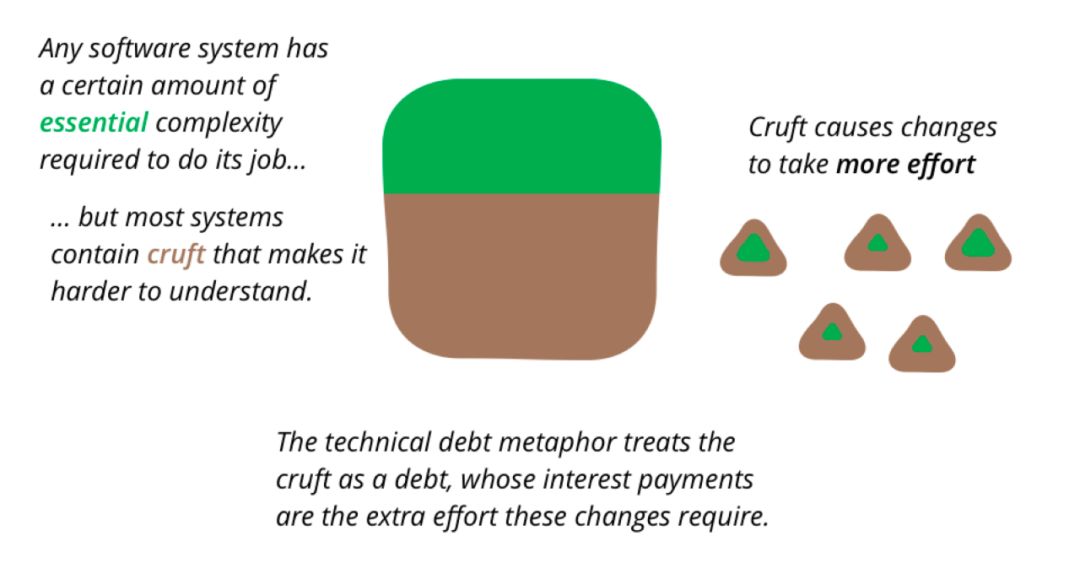 Any software system has
a certain amount of
essential complexity
required to do its job...
... but most systems
contain cruft that makes it
harder to understand.
Cruft causes changes
to take more effort
The technical debt metaphor treats the
cruft as a debt, whose interest payments
are the extra effort these changes require.